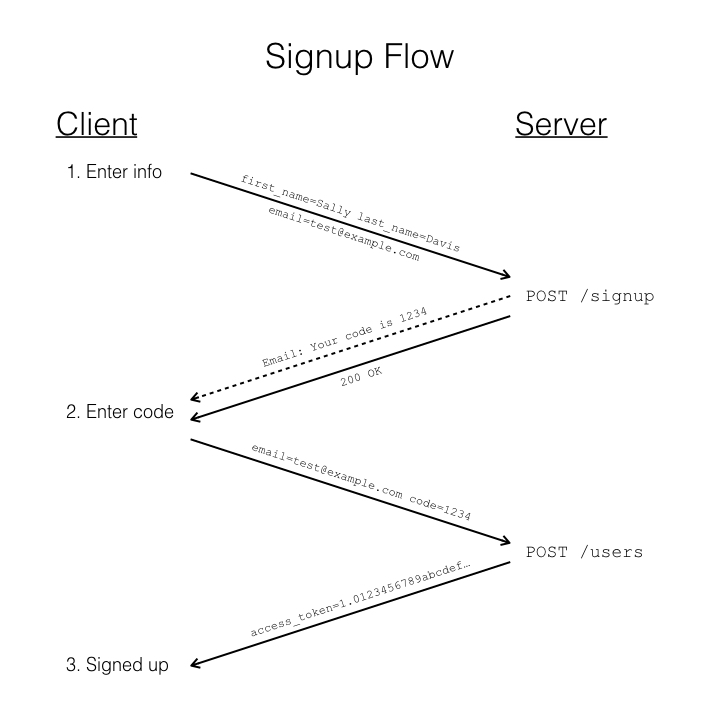 Signup Flow
Client
Server
1. Enter info
first_name=Sally last_name=Davis
email=test@example.com
POST /signup
Email: Your code is 1234
200 OK
2. Enter code
email=test@example.com code=1234
POST /users
access_token=1.0123456789abcdef…
3. Signed up